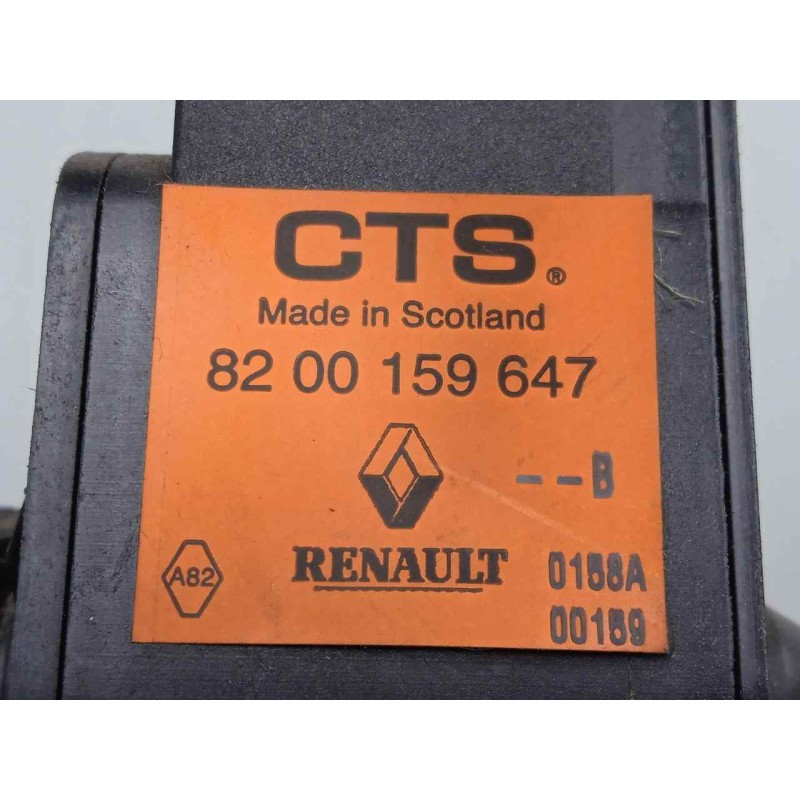 CTS®
Made in Scotland
82 00 159 647
--B
A82
RENAULT
0158A
00159